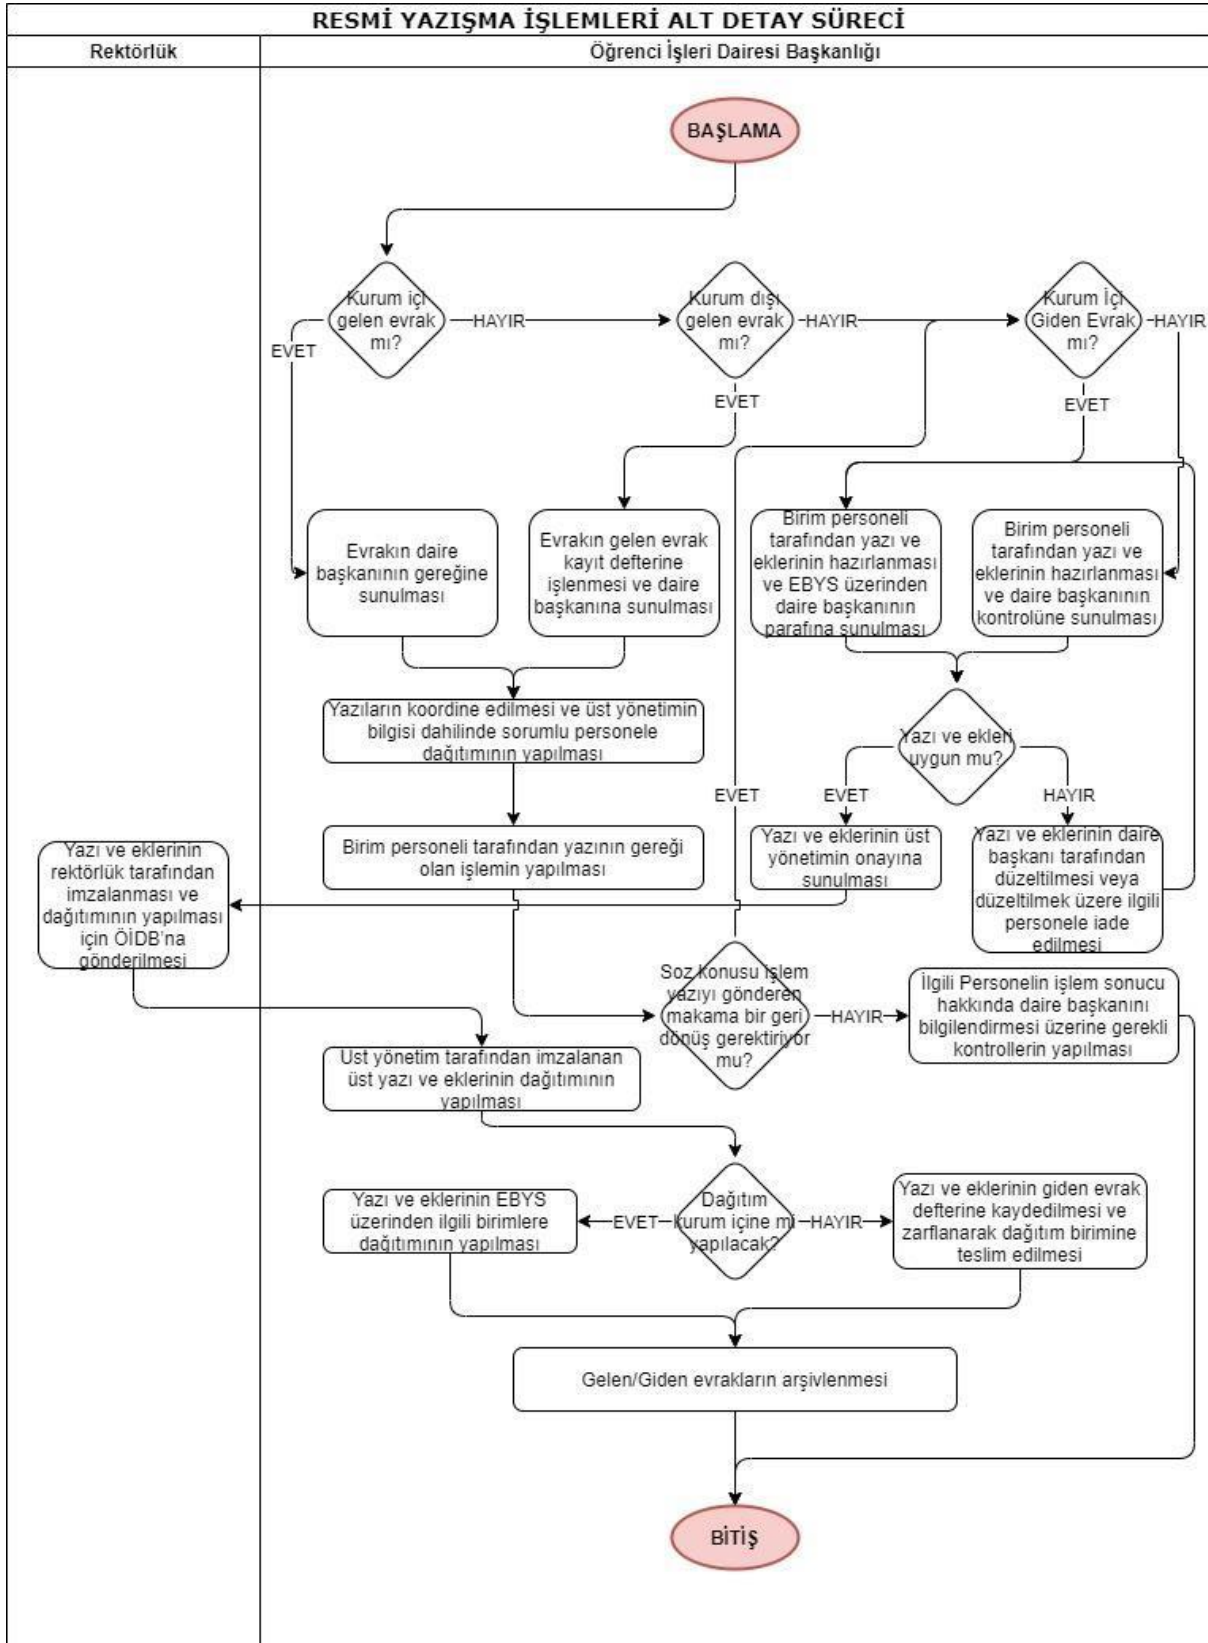 RESMİ YAZIŞMA İŞLEMLERİ ALT DETAY SÜRECİ
Rektörlük
Öğrenci İşleri Dairesi Başkanlığı
BAŞLAMA
Kurum içi
gelen evrak
mı?
HAYIR
Kurum dışı
gelen evrak
mı?
HAYIR
Kurum İçi
Giden Evrak
mı?
HAYIR
EVET
EVET
EVET
Evrakın daire
başkanının gereğine
sunulması
Evrakın gelen evrak
kayıt defterine
işlenmesi ve daire
başkanına sunulması
Birim personeli
tarafından yazı ve
eklerinin hazırlanması
ve EBYS üzerinden
daire başkanının
parafına sunulması
Birim personeli
tarafından yazı ve
eklerinin hazırlanması
ve daire başkanının
kontrolüne sunulması
Yazıların koordine edilmesi ve üst yönetimin
bilgisi dahilinde sorumlu personele
dağıtımının yapılması
Yazı ve ekleri
uygun mu?
EVET
EVET
HAYIR
Birim personeli tarafından yazının gereği
olan işlemin yapılması
Yazı ve eklerinin üst
yönetimin onayına
sunulması
Yazı ve eklerinin daire
başkanı tarafından
düzeltilmesi veya
düzeltilmek üzere ilgili
personele iade
edilmesi
Yazı ve eklerinin
rektörlük tarafından
imzalanması ve
dağıtımının yapılması
için ÖİDB'na
gönderilmesi
Soz konusu işlem
yazıyı gönderen
makama bir geri
dönüş gerektiriyor
mu?
HAYIR
İlgili Personelin işlem sonucu
hakkında daire başkanını
bilgilendirmesi üzerine gerekli
kontrollerin yapılması
Ust yönetim tarafından imzalanan
üst yazı ve eklerinin dağıtımının
yapılması
Yazı ve eklerinin EBYS
üzerinden ilgili birimlere
dağıtımının yapılması
EVET
Dağıtım
kurum içine mi
yapılacak?
HAYIR
Yazı ve eklerinin giden evrak
defterine kaydedilmesi ve
zarflanarak dağıtım birimine
teslim edilmesi
Gelen/Giden evrakların arşivlenmesi
BİTİŞ